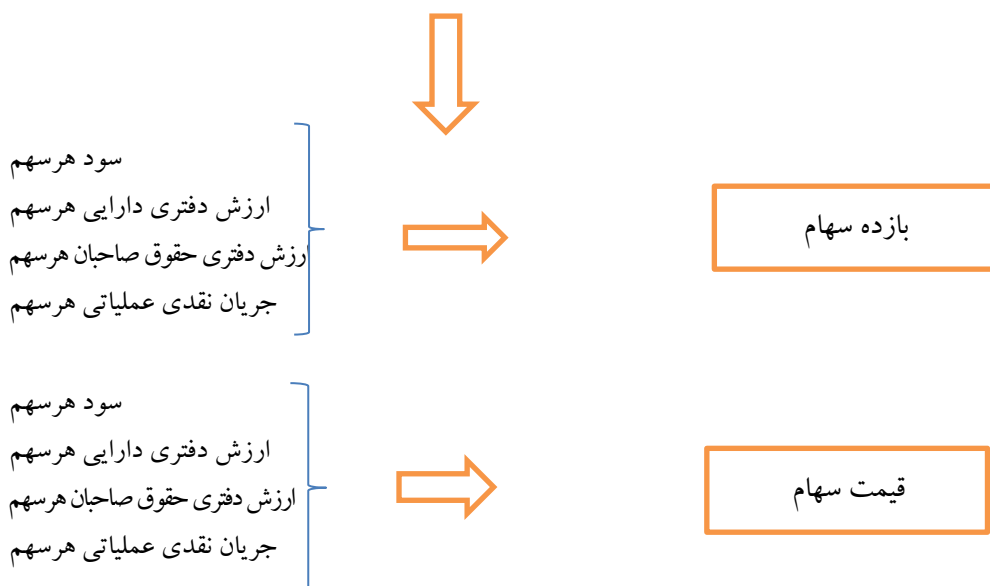 سود هرسهم
ارزش دفتری دارایی هرسهم
رزش دفتری حقوق صاحبان هرسهم
جریان نقدی عملیاتی هرسهم
بازده سهام
سود هرسهم
ارزش دفتری دارایی هرسهم
ارزش دفتری حقوق صاحبان هرسهم
جریان نقدی عملیاتی هرسهم
قیمت سهام